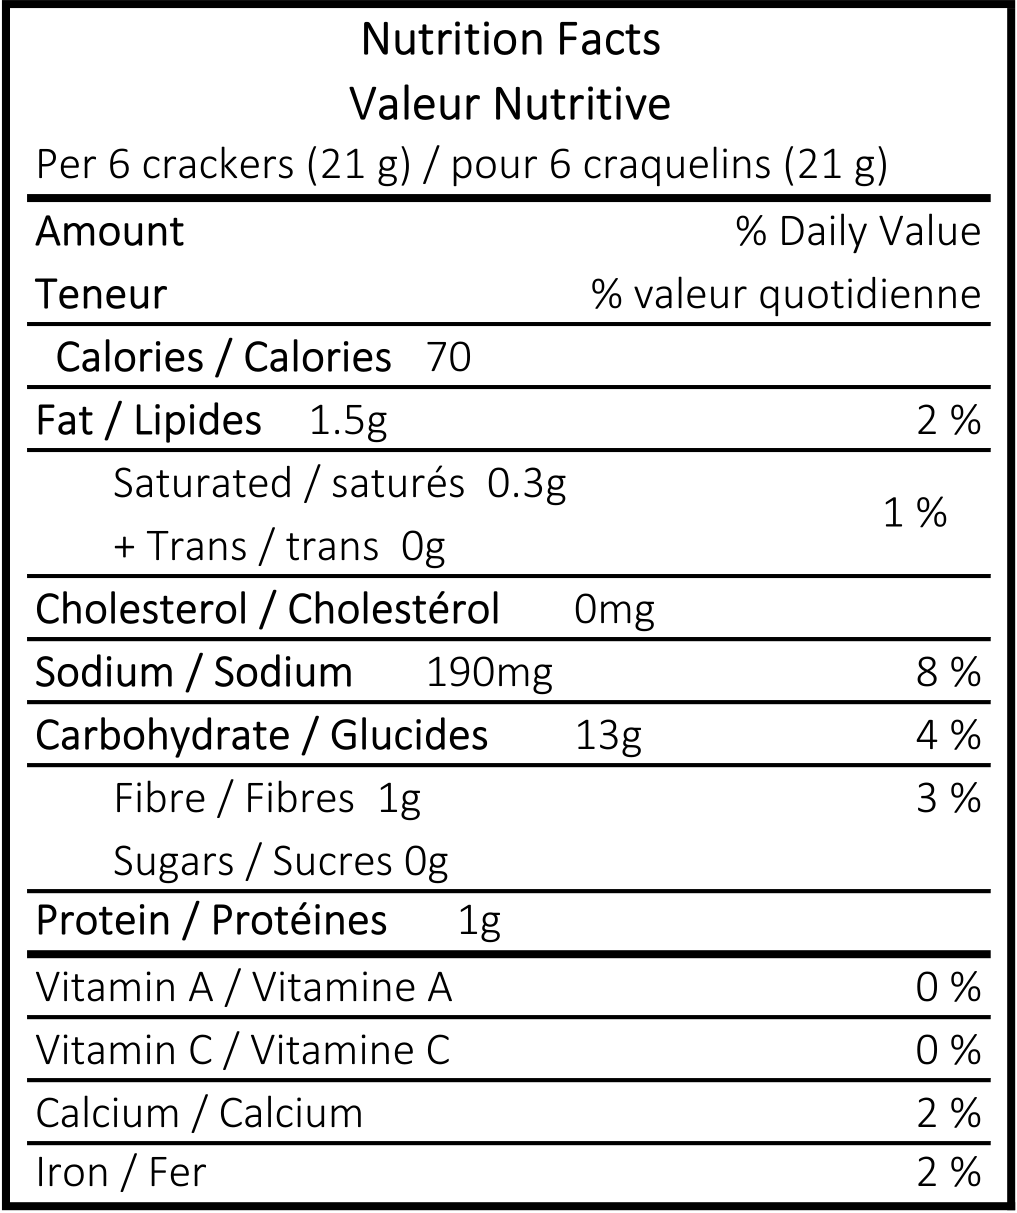 Nutrition Facts
Valeur Nutritive
Per 6 crackers (21 g) / pour 6 craquelins (21 g)
Amount % Daily Value
Teneur % valeur quotidienne
Calories / Calories 70
Fat / Lipides 1.5g 2 %
Saturated / saturés 0.3g
1 %
+ Trans / trans 0g
Cholesterol / Cholestérol 0mg
Sodium / Sodium 190mg 8 %
Carbohydrate / Glucides 13g 4 %
Fibre / Fibres 1g 3 %
Sugars / Sucres 0g
Protein / Protéines 1g
Vitamin A / Vitamine A 0 %
Vitamin C / Vitamine C 0 %
Calcium / Calcium 2 %
Iron / Fer 2 %